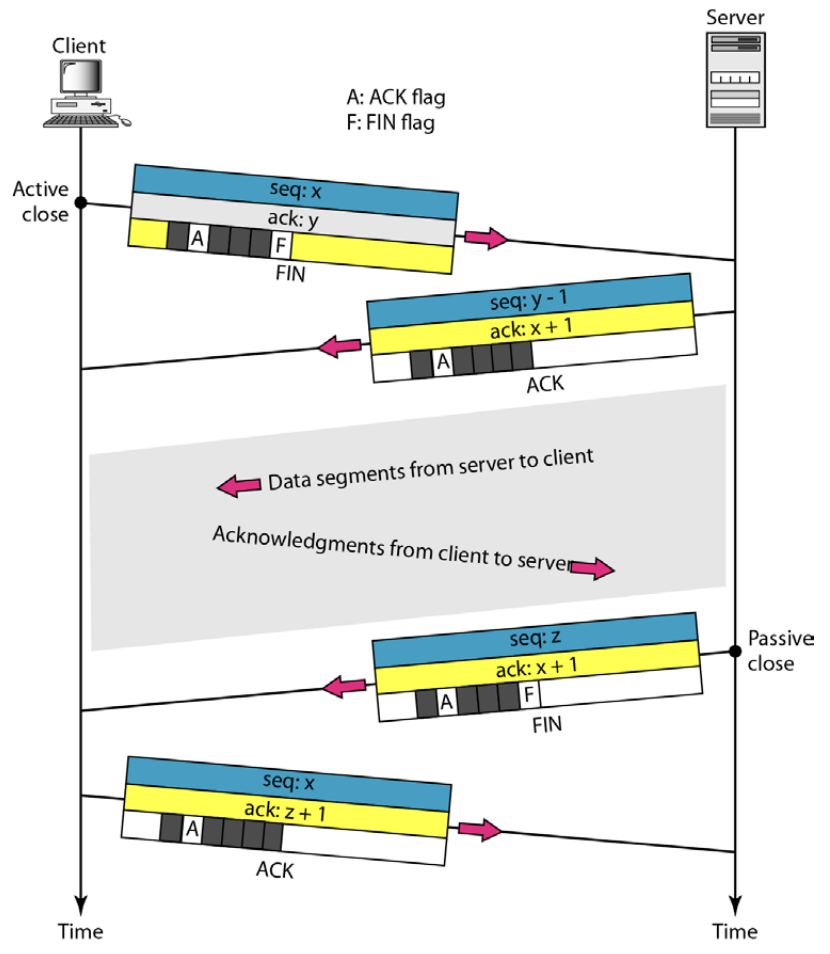 Server
Client
A: ACK flag
F: FIN flag
Active
close
seq: x
ack: y
A F
FIN
seq: y - 1
ack: x + 1
A
ACK
Data segments from server to client
Acknowledgments from client to server
Passive
close
seq: z
ack: x + 1
A F
FIN
seq: x
ack: z + 1
A
ACK
Time
Time